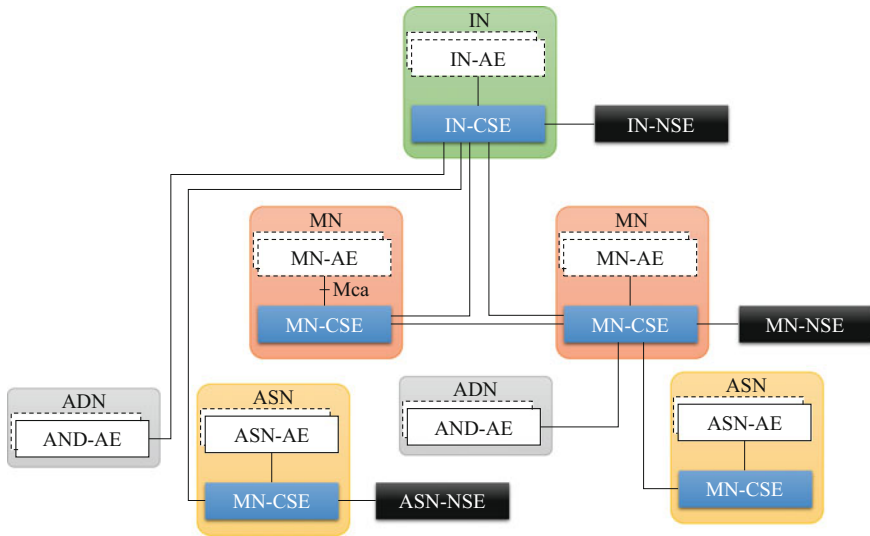 IN
IN-AE
IN-CSE
IN-NSE
MN
MN-AE
Mca
MN-CSE
MN
MN-AE
MN-CSE
MN-NSE
ADN
AND-AE
ASN
ASN-AE
MN-CSE
ASN-NSE
ADN
AND-AE
ASN
ASN-AE
MN-CSE